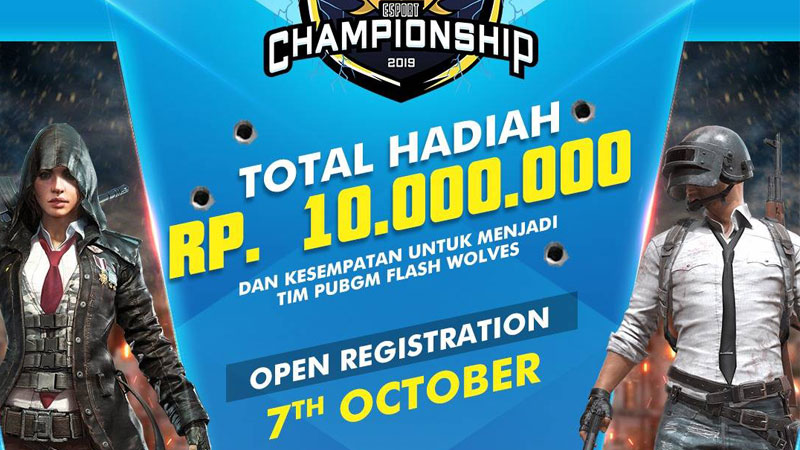 ESPORT
CHAMPIONSHIP
2019
TOTAL HADIAH
RP. 10.000.000
DAN KESEMPATAN UNTUK MENJADI
TIM PUBGM FLASH WOLVES
OPEN REGISTRATION
7TH OCTOBER